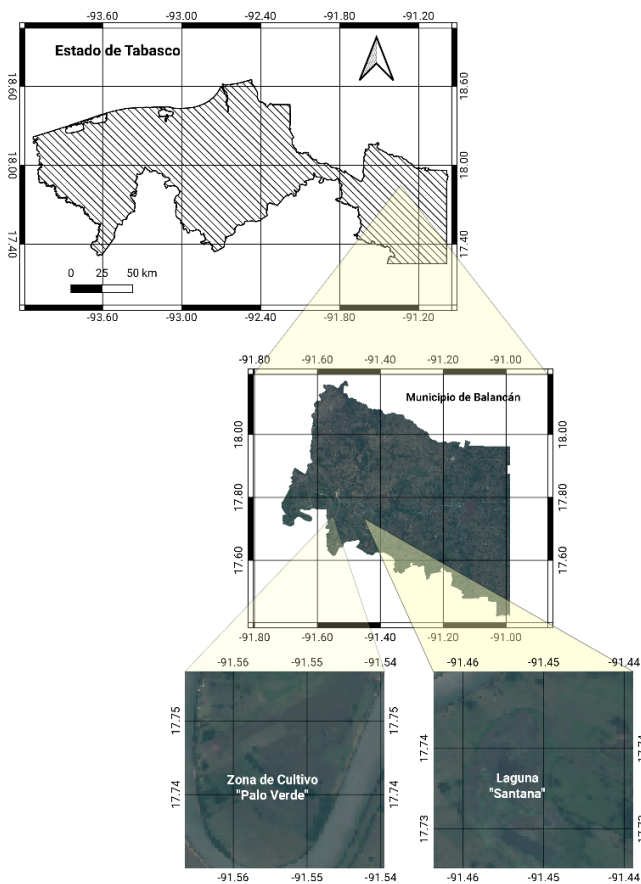 -93.60 -93.00 -92.40 -91.80 -91.20
Estado de Tabasco
18.60 18.60
18.00 18.00
17.40 17.40
0 25 50 km
-93.60 -93.00 -92.40 -91.80 -91.20
-91.80 -91.60 -91.40 -91.20 -91.00
Municipio de Balancán
18.00 18.00
17.80 17.80
17.60 17.60
-91.80 -91.60 -91.40 -91.20 -91.00
-91.56 -91.55 -91.54
-91.46 -91.45 -91.44
17.75 17.75
17.74
17.74 17.74
Zona de Cultivo
"Palo Verde"
Laguna
"Santana"
17.73
-91.56 -91.55 -91.54
-91.46 -91.45 -91.44